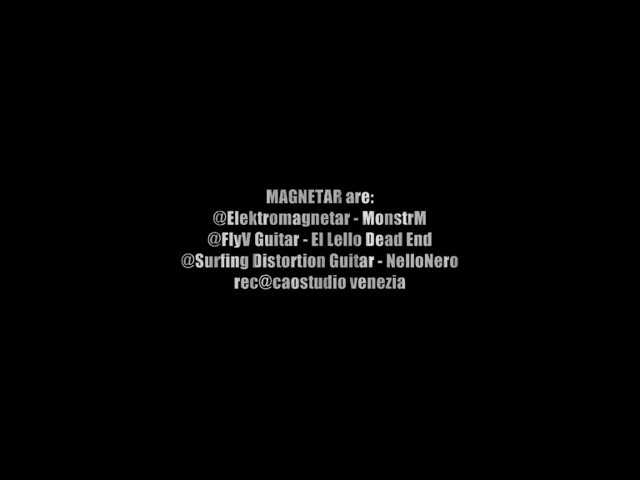 MAGNETAR are:
@Elektromagnetar - MonstrM
@FlyV Guitar - El Lello Dead End
@Surfing Distortion Guitar - NelloNero
rec@caostudio venezia